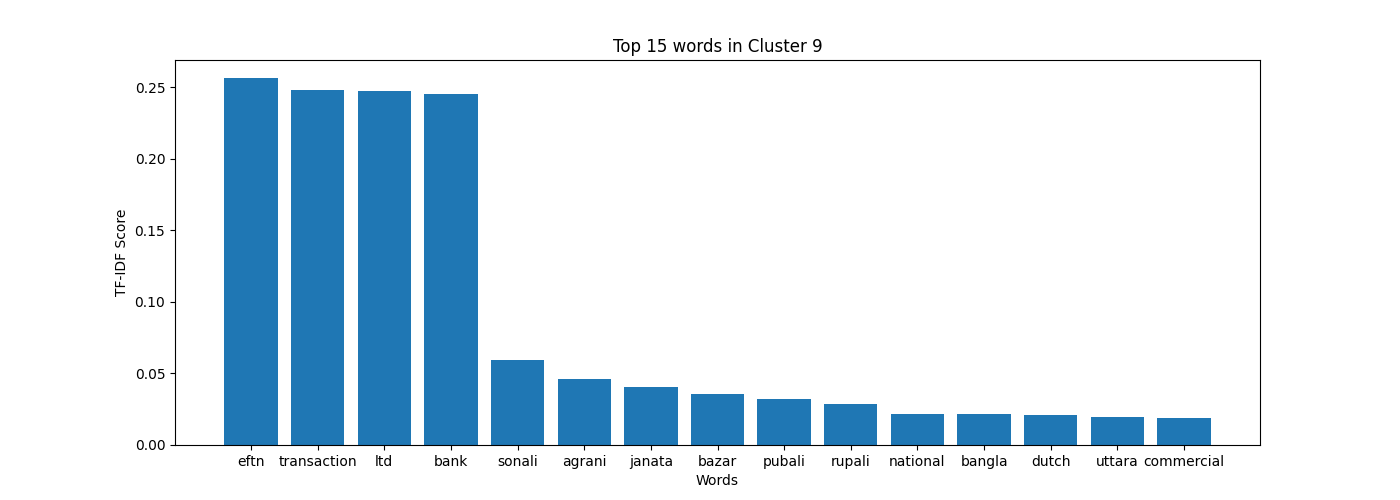 Top 15 words in Cluster 9
TF-IDF Score
0.25
0.20
0.15
0.10
0.05
0.00
eftn transaction ltd bank sonali agrani janata bazar pubali rupali national bangla dutch uttara commercial
Words